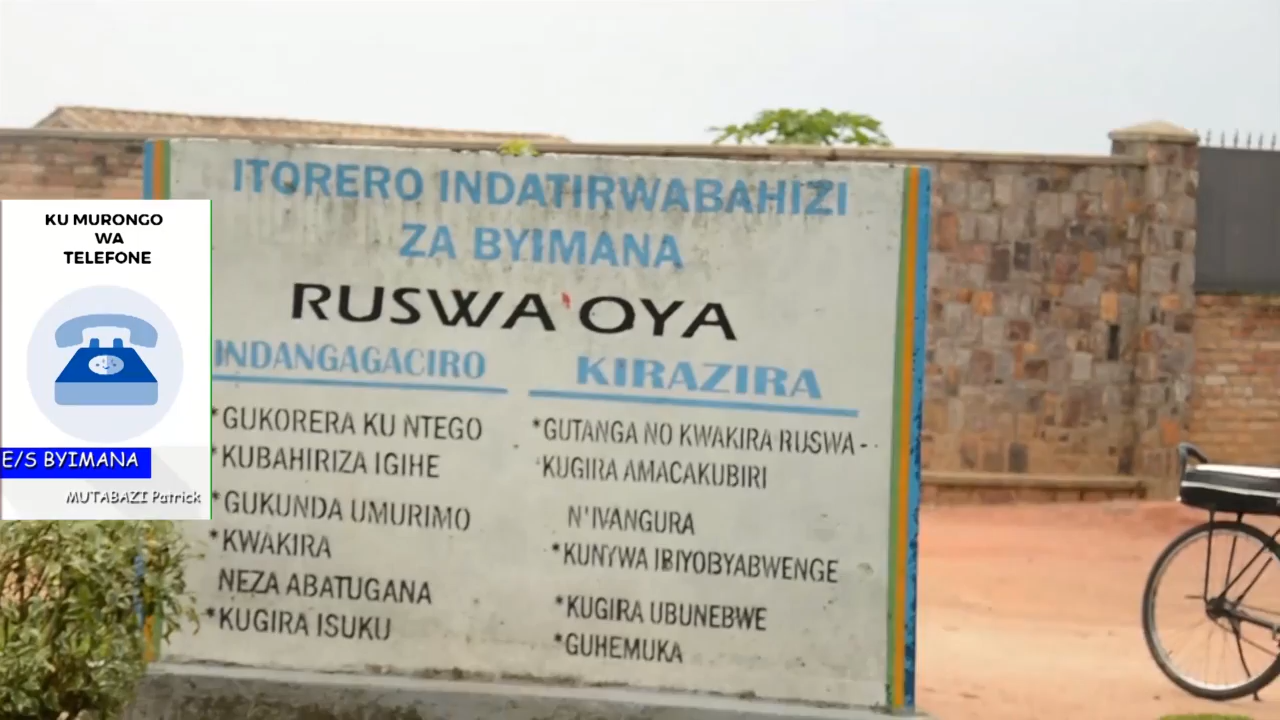 ITORERO INDATIRWABAHIZI
ZA BYIMANA
RUSWA'OYA
INDANGAGACIRO
*GUKORERA KU NTEGO
*KUBAHIRIZA IGIHE
*GUKUNDA UMURIMO
*KWAKIRA
NEZA ABATUGANA
*KUGIRA ISUKU
KIRAZIRA
*GUTANGA NO KWAKIRA RUSWA -
*KUGIRA AMACAKUBIRI
N'IVANGURA
*KUNYWA IBIYOBYABWENGE
*KUGIRA UBUNEBWE
*GUHEMUKA
KU MURONGO
WA
TELEFONE
E/S BYIMANA
MUTABAZI Patrick